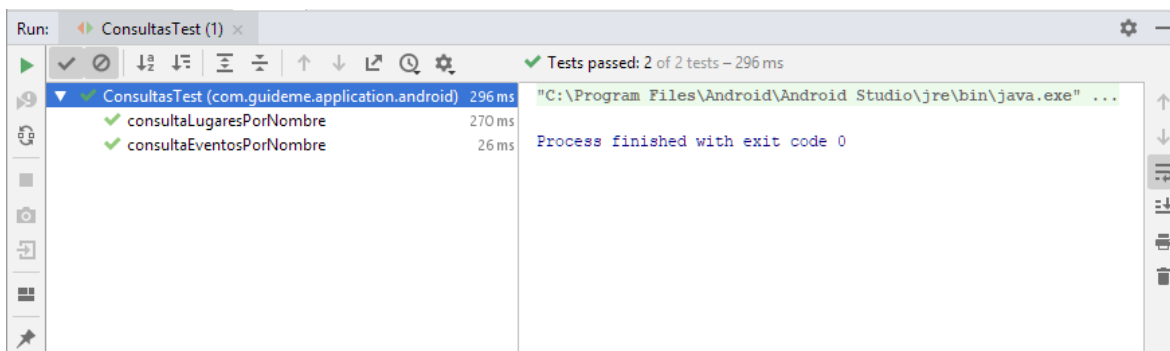 Run: ConsultasTest (1)
Tests passed: 2 of 2 tests – 296 ms
ConsultasTest (com.guideme.application.android) 296 ms
consultaLugaresPorNombre 270 ms
consultaEventosPorNombre 26 ms
"C:\Program Files\Android\Android Studio\jre\bin\java.exe" ...
Process finished with exit code 0